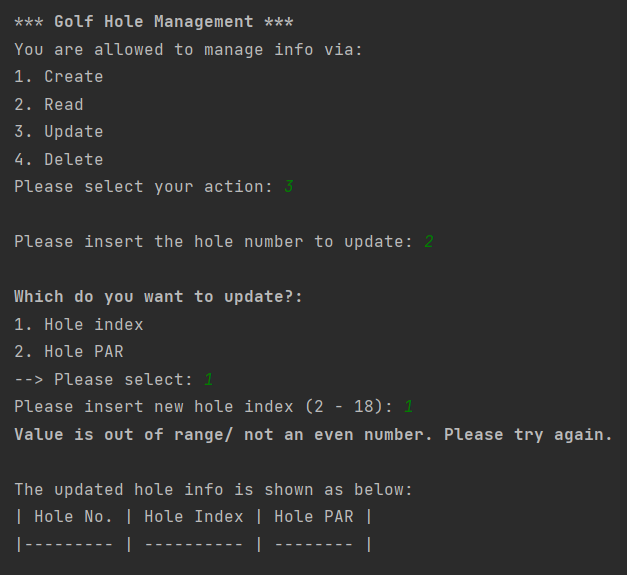 *** Golf Hole Management ***
You are allowed to manage info via:
1. Create
2. Read
3. Update
4. Delete
Please select your action: 3
Please insert the hole number to update: 2
Which do you want to update?:
1. Hole index
2. Hole PAR
--> Please select: 1
Please insert new hole index (2 - 18): 1
Value is out of range/ not an even number. Please try again.
The updated hole info is shown as below:
| Hole No. | Hole Index | Hole PAR |
|--------- | ---------- | -------- |